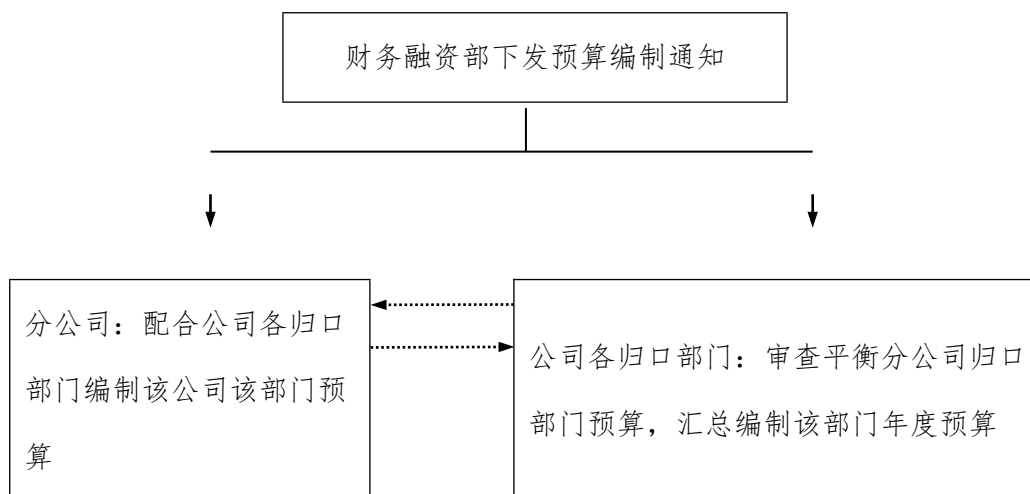 财务融资部下发预算编制通知
分公司：配合公司各归口
部门编制该公司该部门预
算
公司各归口部门：审查平衡分公司归口
部门预算，汇总编制该部门年度预算